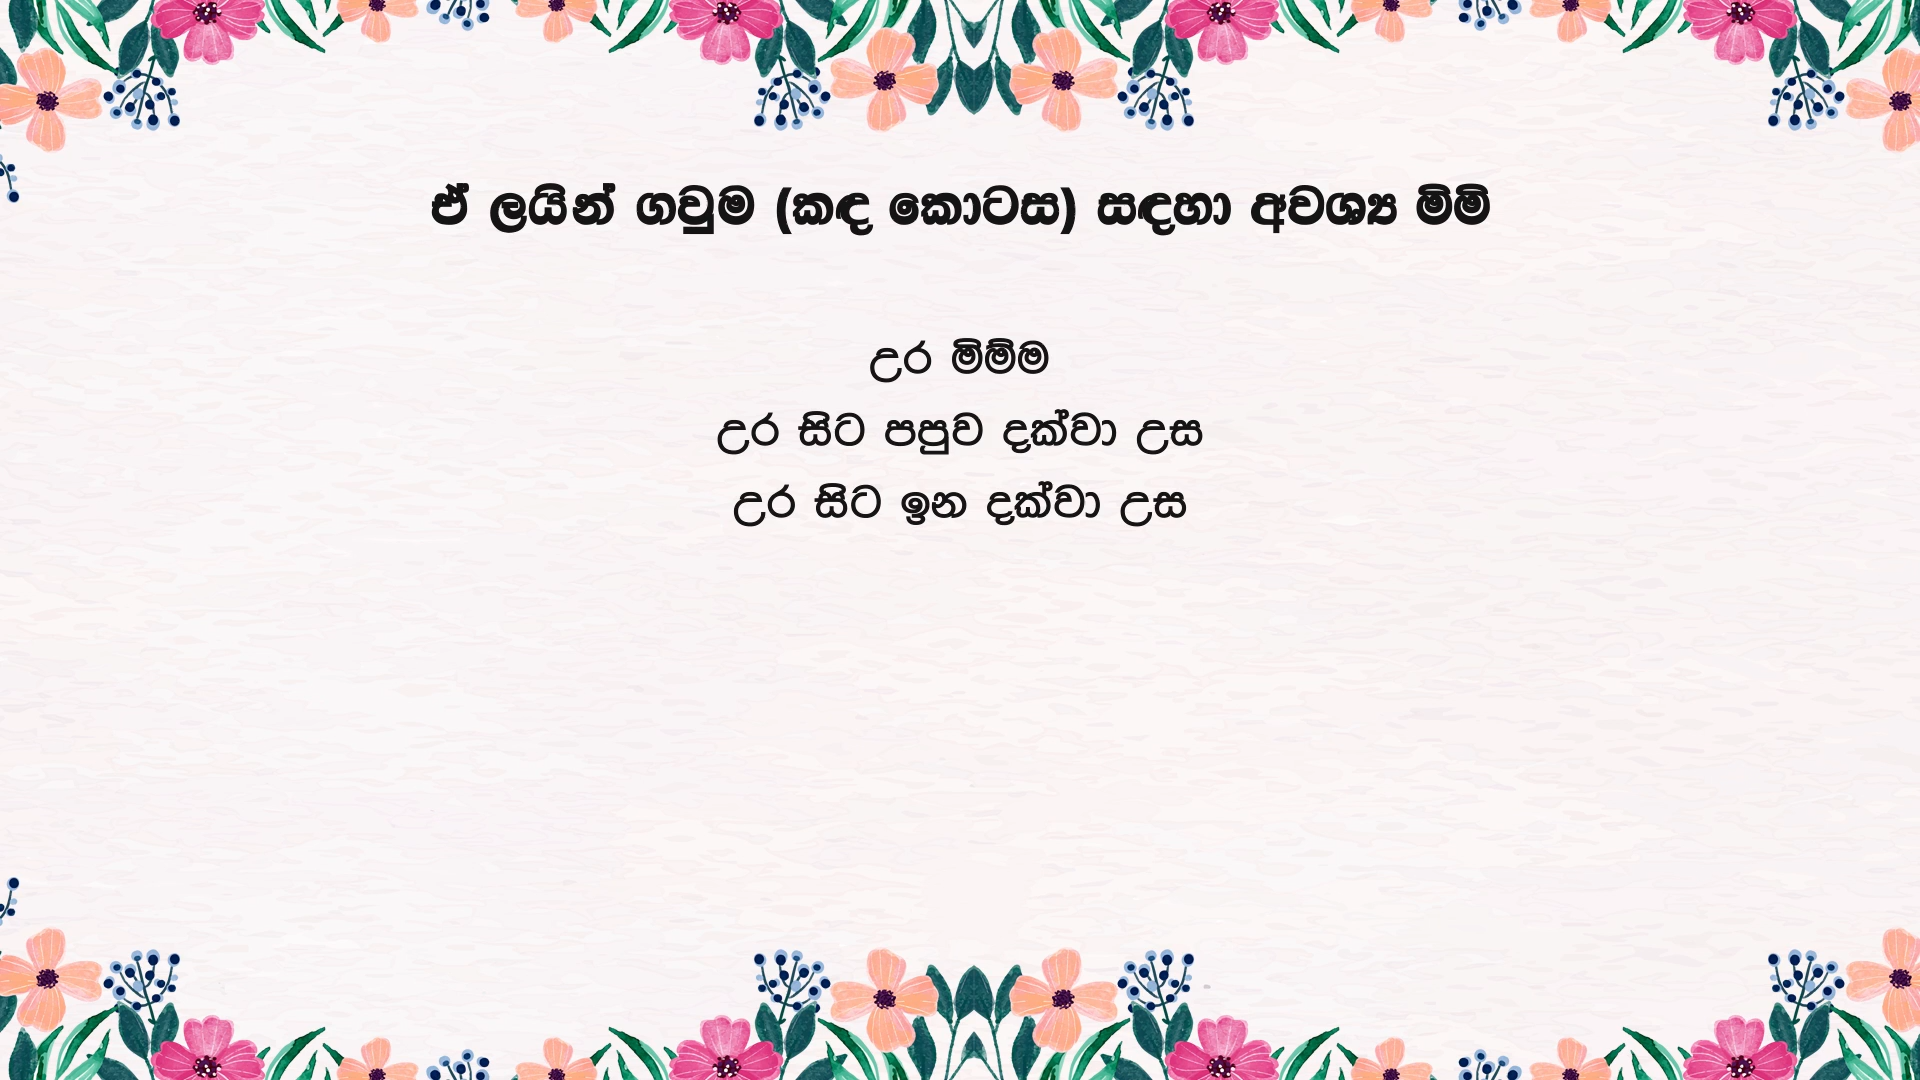 ඒ ලයින් ගවුම (කඳ කොටස) සඳහා අවශ්‍ය මිමි
උර මිම්ම
උර සිට පපුව දක්වා උස
උර සිට ඉන දක්වා උස